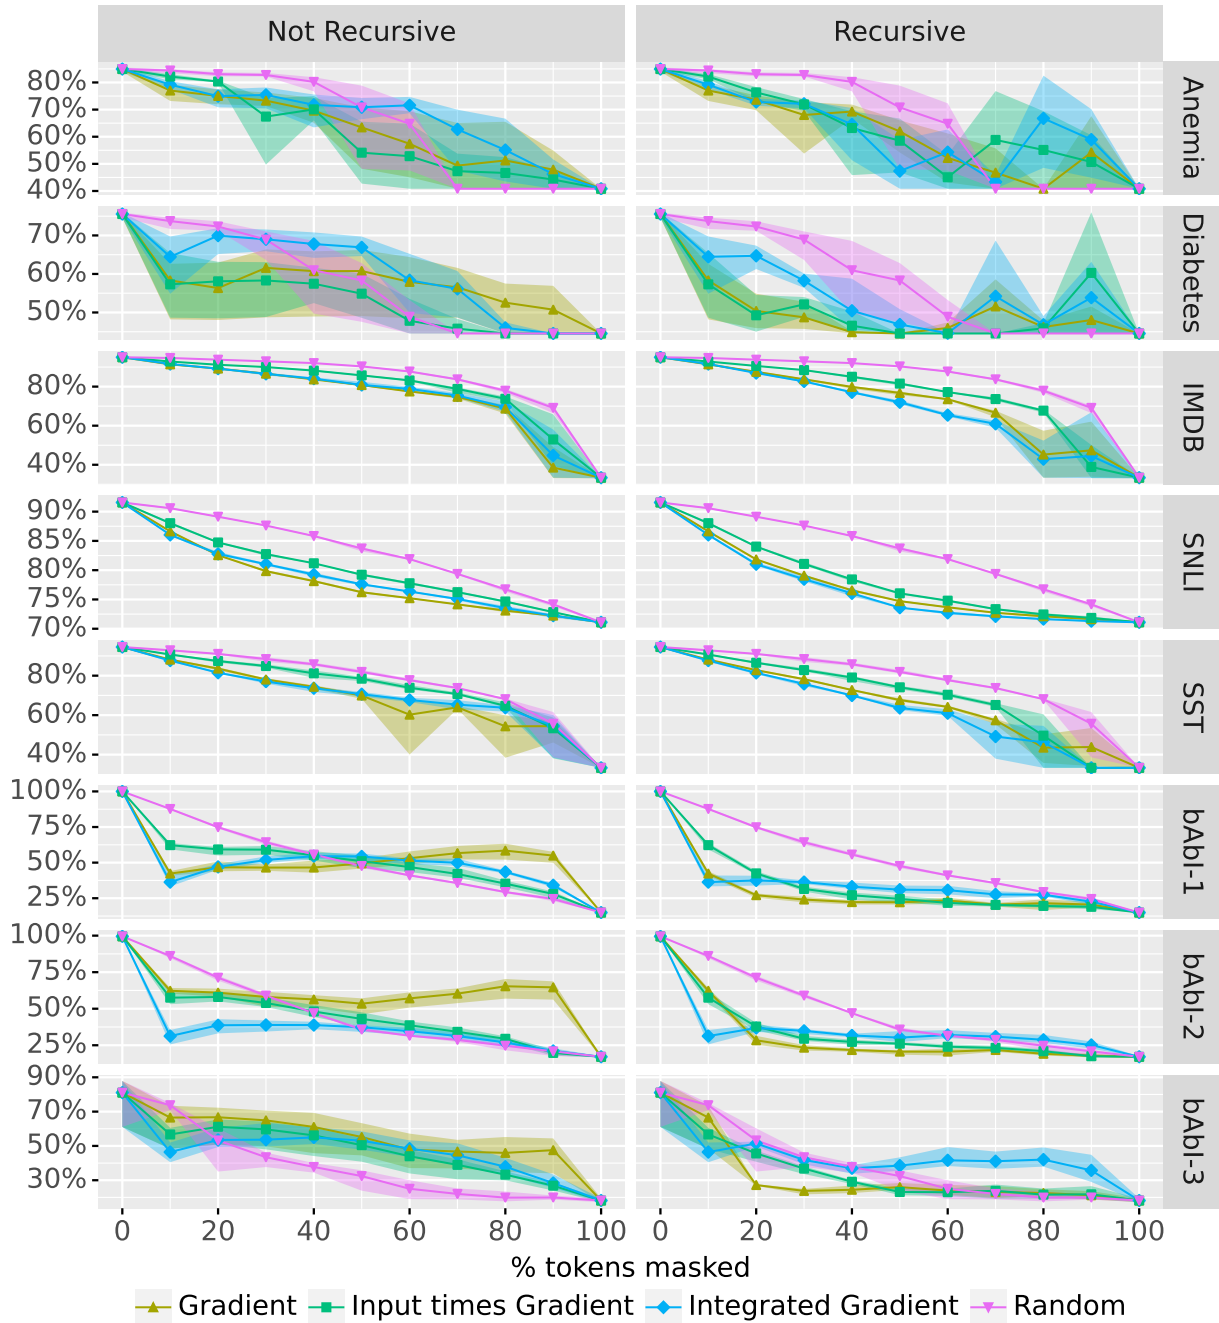 Not Recursive
Recursive
80%
70%
60%
50%
40%
Anemia
70%
60%
50%
Diabetes
80%
60%
40%
IMDB
90%
85%
80%
75%
70%
SNLI
80%
60%
40%
SST
100%
75%
50%
25%
bAbI-1
100%
75%
50%
25%
bAbI-2
90%
70%
50%
30%
bAbI-3
0 20 40 60 80 100 0 20 40 60 80 100
% tokens masked
Gradient Input times Gradient Integrated Gradient Random